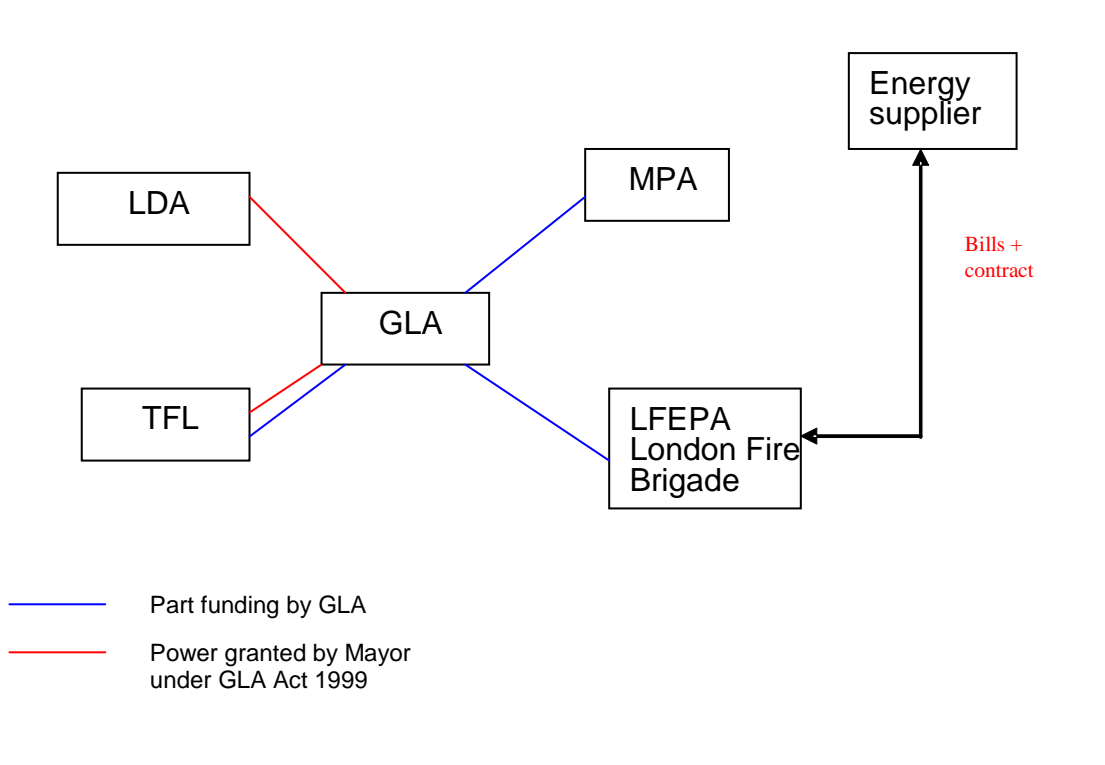 Energy
supplier
MPA
LDA
Bills +
contract
GLA
TFL
LFEPA
London Fire
Brigade
Part funding by GLA
Power granted by Mayor
under GLA Act 1999